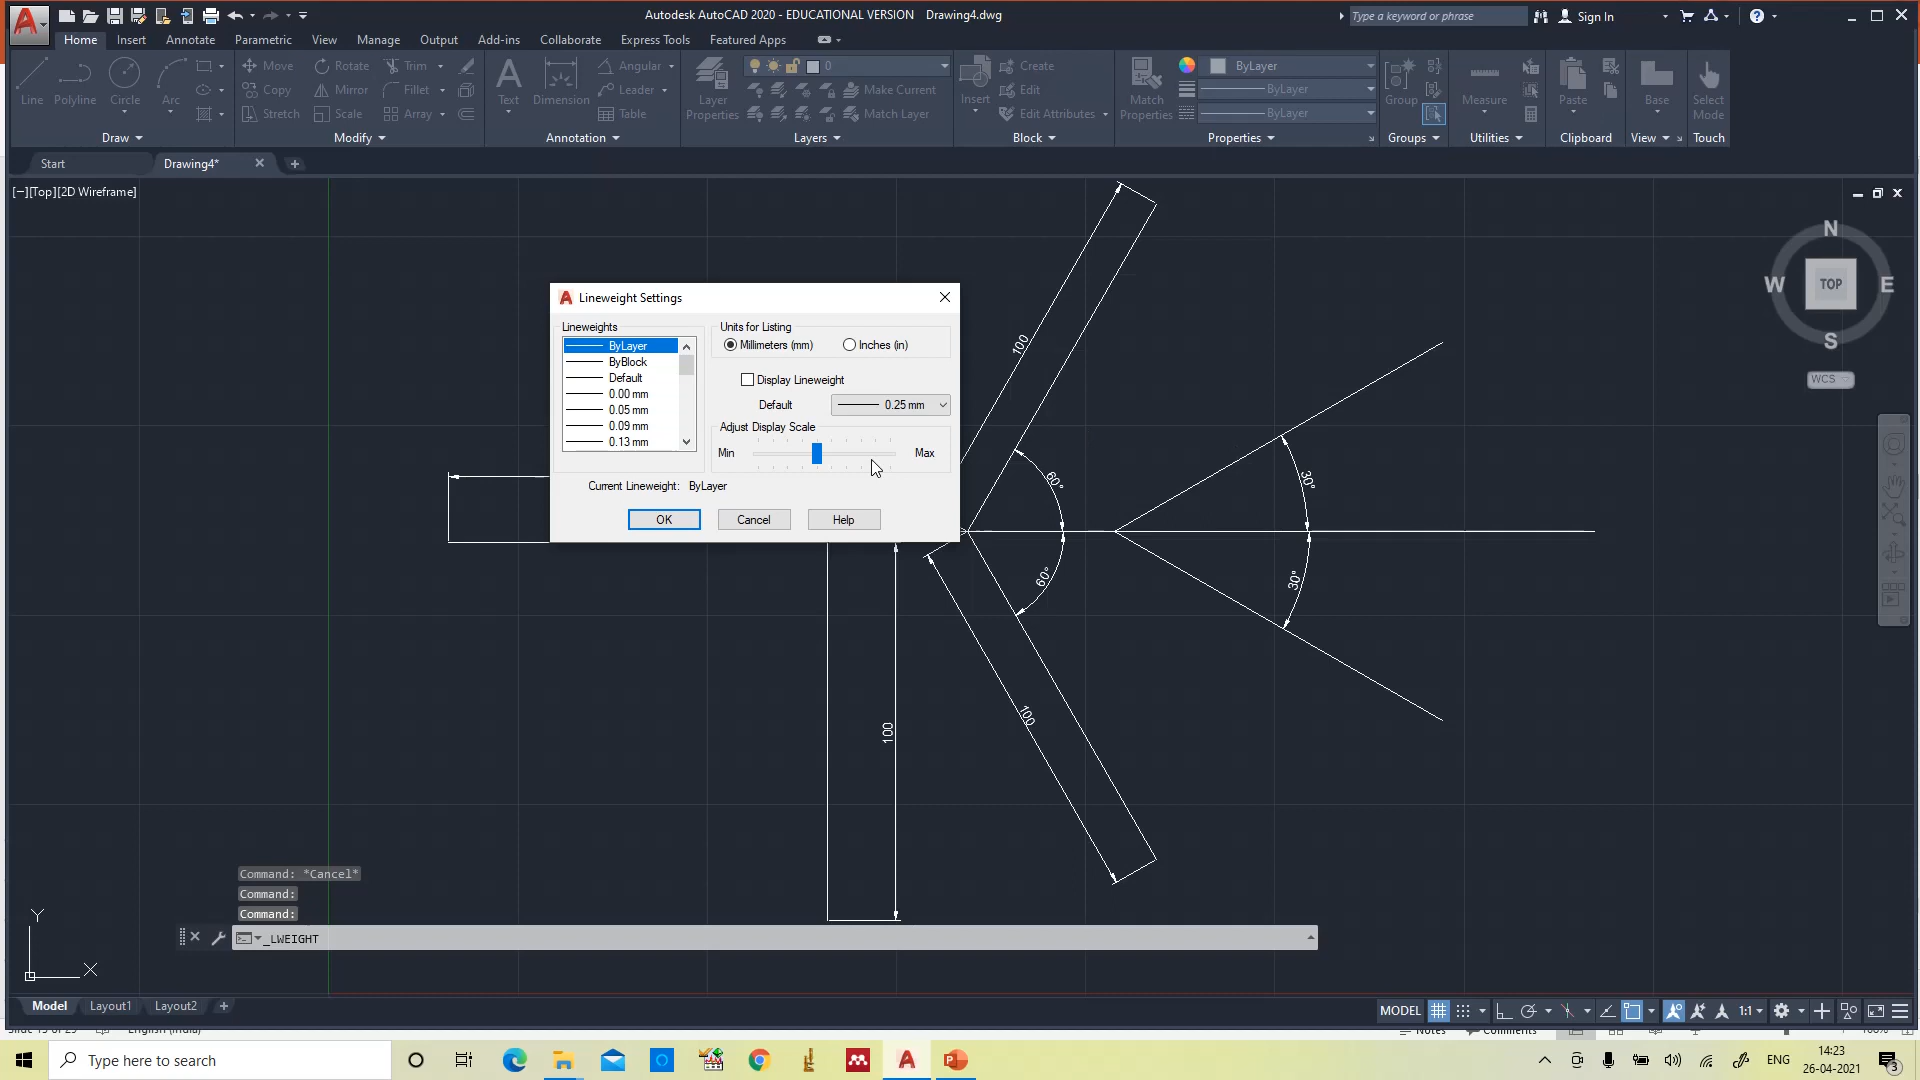 Autodesk AutoCAD 2020 - EDUCATIONAL VERSION Drawing4.dwg
Type a keyword or phrase
Sign In
Home Insert Annotate Parametric View Manage Output Add-ins Collaborate Express Tools Featured Apps
Line Polyline Circle Arc
Move Rotate Trim
Copy Mirror Fillet
Stretch Scale Array
Text Dimension
Angular
Leader
Table
Layer Properties
0
Make Current
Match Layer
Insert
Create
Edit
Edit Attributes
Match Properties
ByLayer
ByLayer
ByLayer
Group
Measure
Paste
Base
Select Mode
Draw Modify Annotation Layers Block Properties Groups Utilities Clipboard View Touch
Start Drawing4*
[−][Top][2D Wireframe]
N
W TOP E
S
WCS
Lineweight Settings
Lineweights
ByLayer
ByBlock
Default
0.00 mm
0.05 mm
0.09 mm
0.13 mm
Units for Listing
Millimeters (mm) Inches (in)
Display Lineweight
Default 0.25 mm
Adjust Display Scale
Min Max
Current Lineweight: ByLayer
OK Cancel Help
100
60°
30°
60°
30°
100
100
Command: *Cancel*
Command:
Command:
_LWEIGHT
Y
X
Model Layout1 Layout2
MODEL
1:1
English (India)
Notes
Comments
Type here to search
ENG
14:23
26-04-2021
3